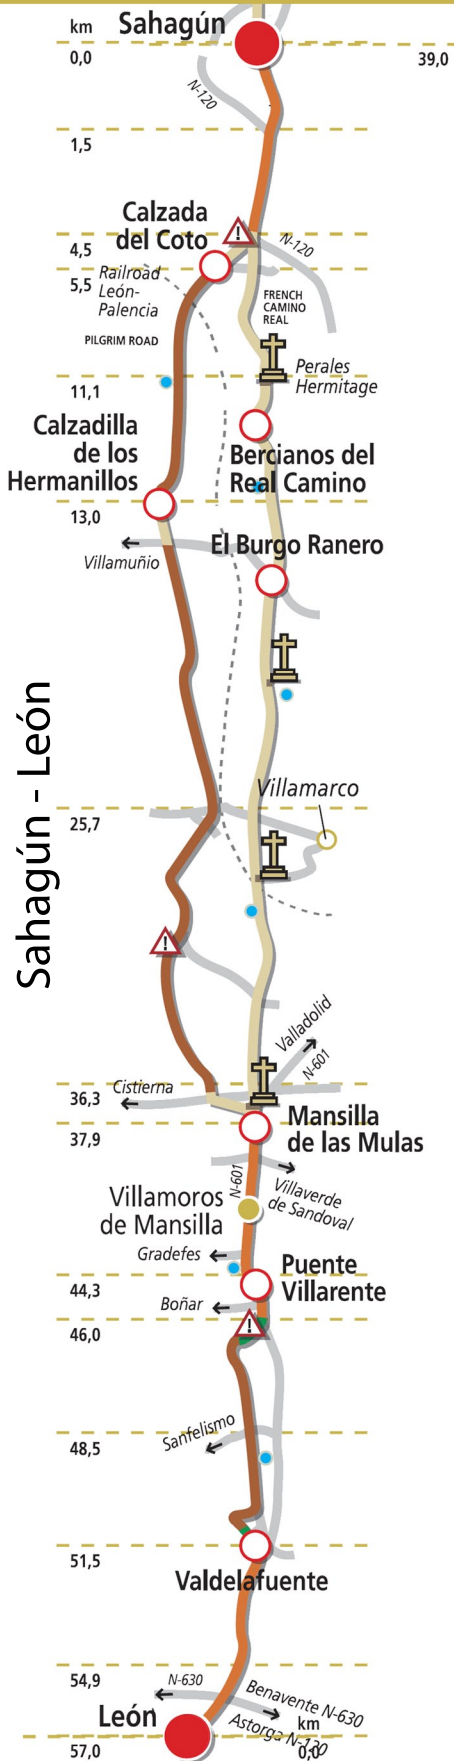 km
Sahagún
0,0
39,0
N-120
1,5
Calzada
del Coto
!
N-120
4,5
5,5
Railroad
León-
Palencia
FRENCH
CAMINO
REAL
PILGRIM ROAD
Perales
Hermitage
11,1
Calzadilla
de los
Hermanillos
Bercianos del
Real Camino
13,0
El Burgo Ranero
Villamuñio
Sahagún - León
Villamarco
25,7
!
Valladolid
N-601
Cistierna
36,3
Mansilla
de las Mulas
37,9
N-601
Villaverde
de Sandoval
Villamoros
de Mansilla
Gradefes
Puente
Villarente
44,3
Boñar
46,0
!
Sanfelismo
48,5
51,5
Valdelafuente
54,9
N-630
Benavente N-630
León
Astorga N-120
km
57,0
0,0